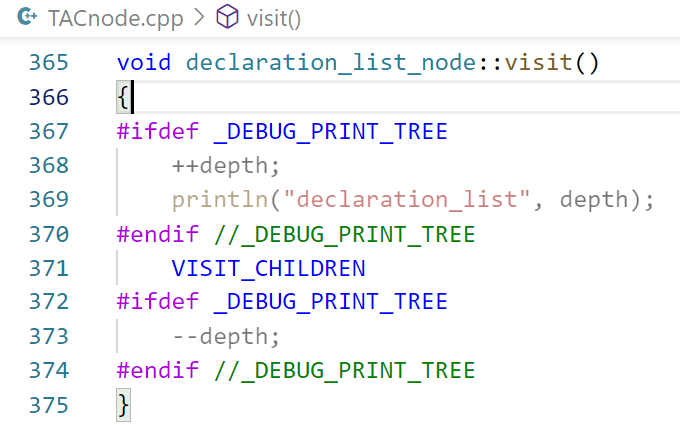 TACnode.cpp > visit()
365 void declaration_list_node::visit()
366 {
367 #ifdef _DEBUG_PRINT_TREE
368 ++depth;
369 println("declaration_list", depth);
370 #endif //_DEBUG_PRINT_TREE
371 VISIT_CHILDREN
372 #ifdef _DEBUG_PRINT_TREE
373 --depth;
374 #endif //_DEBUG_PRINT_TREE
375 }